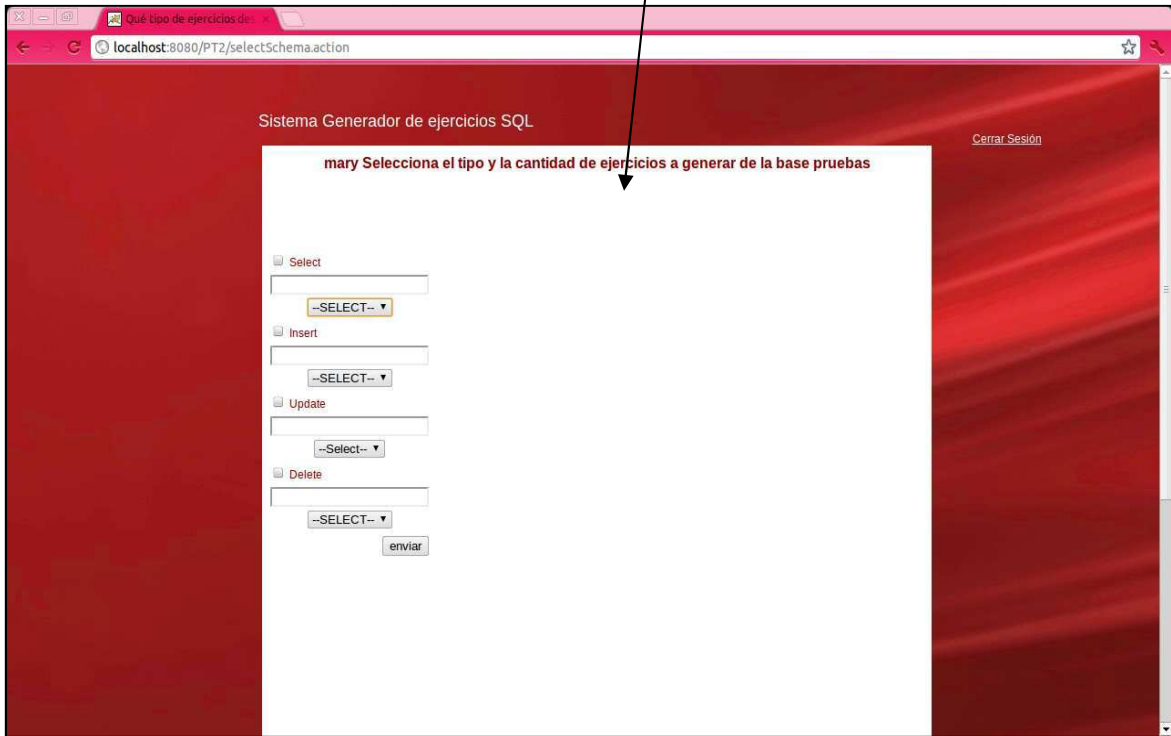 Qué tipo de ejercicios des
localhost:8080/PT2/selectSchema.action
Sistema Generador de ejercicios SQL
Cerrar Sesión
mary Selecciona el tipo y la cantidad de ejercicios a generar de la base pruebas
Select
--SELECT--
Insert
--SELECT--
Update
--Select--
Delete
--SELECT--
enviar